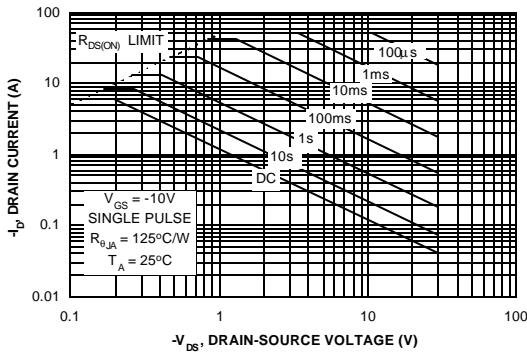 100
10
1
0.1
0.01
-I_D, DRAIN CURRENT (A)
R_DS(ON) LIMIT
100μs
1ms
10ms
100ms
1s
10s
DC
V_GS = -10V
SINGLE PULSE
R_θJA = 125°C/W
T_A = 25°C
0.1
1
10
100
-V_DS, DRAIN-SOURCE VOLTAGE (V)